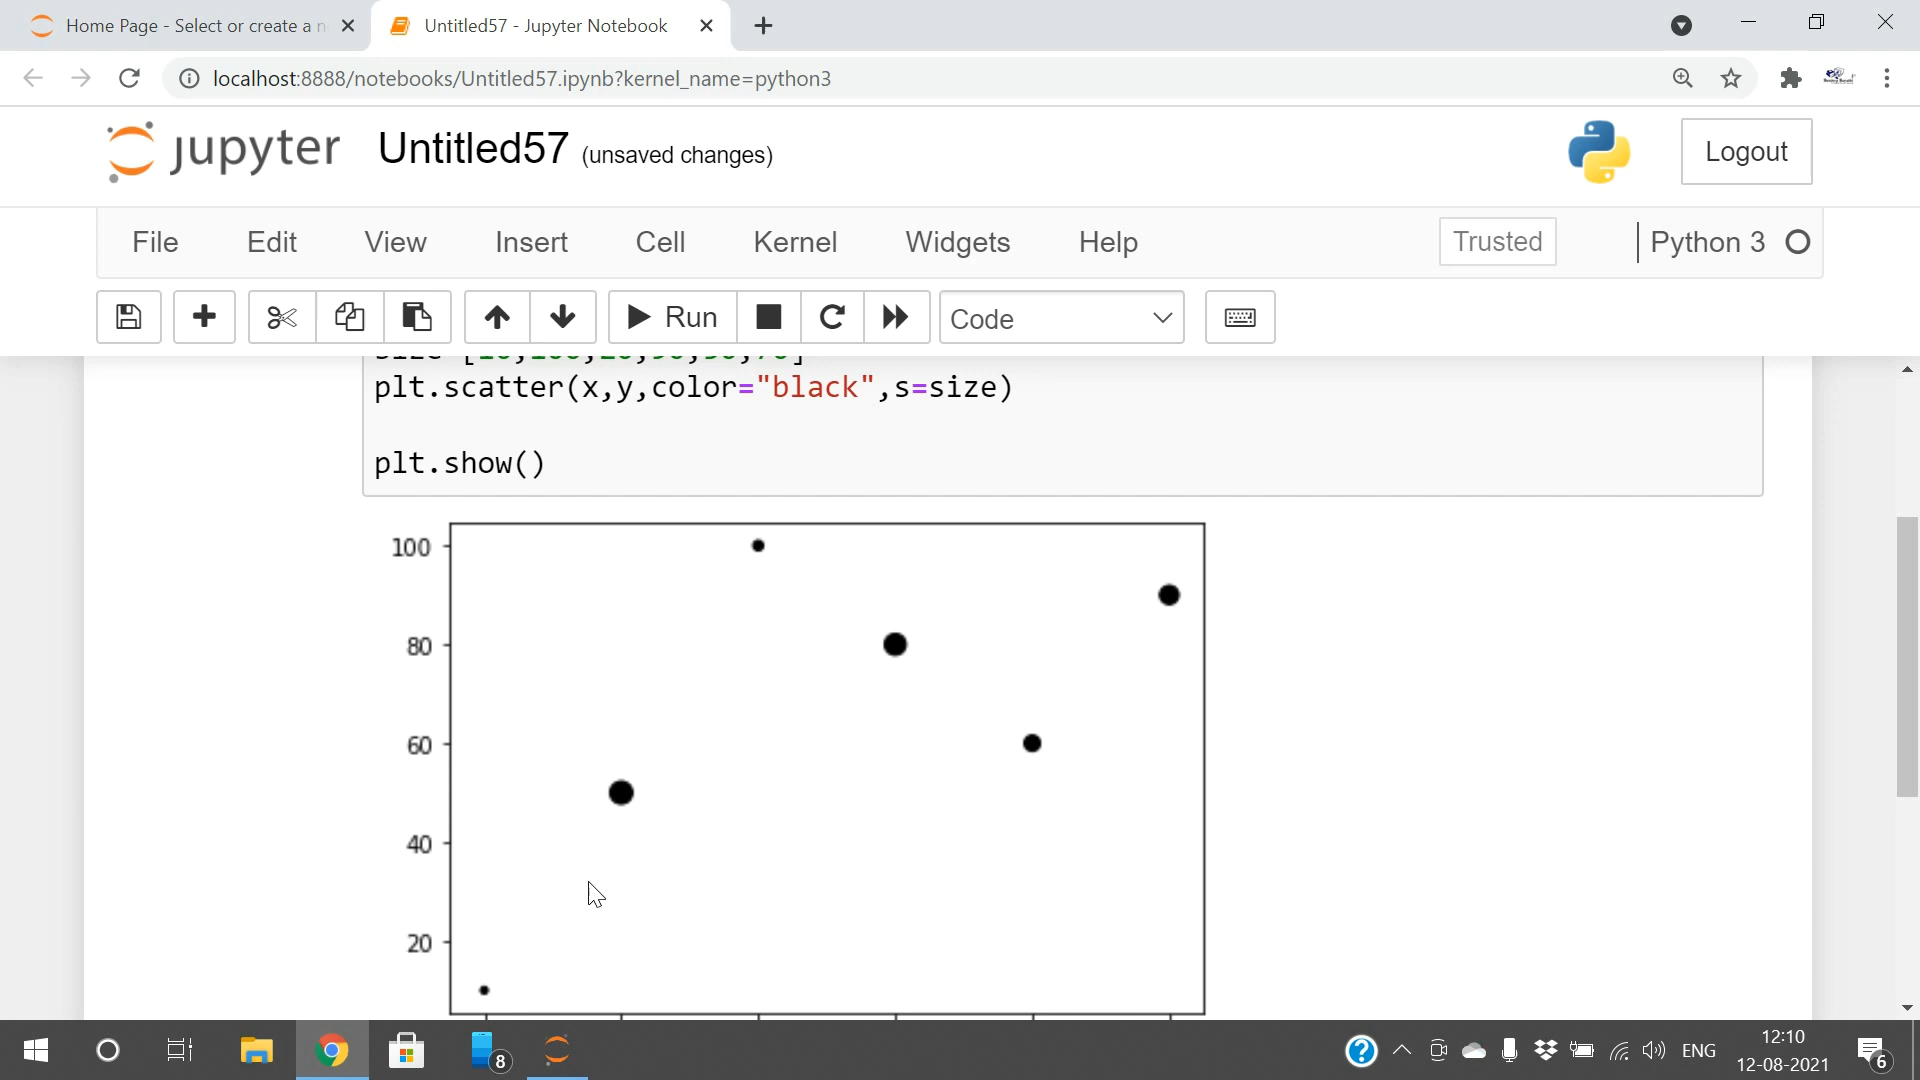 Home Page - Select or create a n
Untitled57 - Jupyter Notebook
localhost:8888/notebooks/Untitled57.ipynb?kernel_name=python3
jupyter
Untitled57 (unsaved changes)
Logout
File Edit View Insert Cell Kernel Widgets Help
Trusted
Python 3
Run
Code
plt.scatter(x,y,color="black",s=size)
plt.show()
100
80
60
40
20
8
ENG
12:10
12-08-2021
6